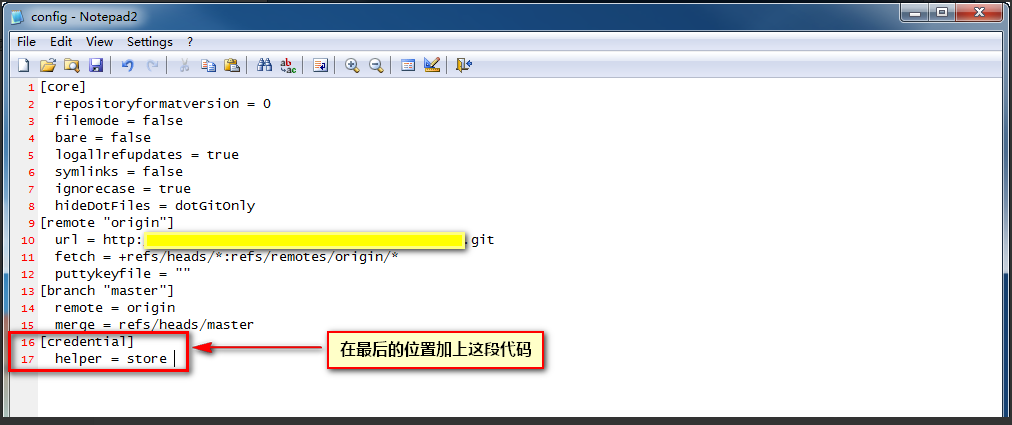 config - Notepad2
File Edit View Settings ?
1 [core]
2 repositoryformatversion = 0
3 filemode = false
4 bare = false
5 logallrefupdates = true
6 symlinks = false
7 ignorecase = true
8 hideDotFiles = dotGitOnly
9 [remote "origin"]
10 url = http: .git
11 fetch = +refs/heads/*:refs/remotes/origin/*
12 puttykeyfile = ""
13 [branch "master"]
14 remote = origin
15 merge = refs/heads/master
16 [credential]
17 helper = store
在最后的位置加上这段代码